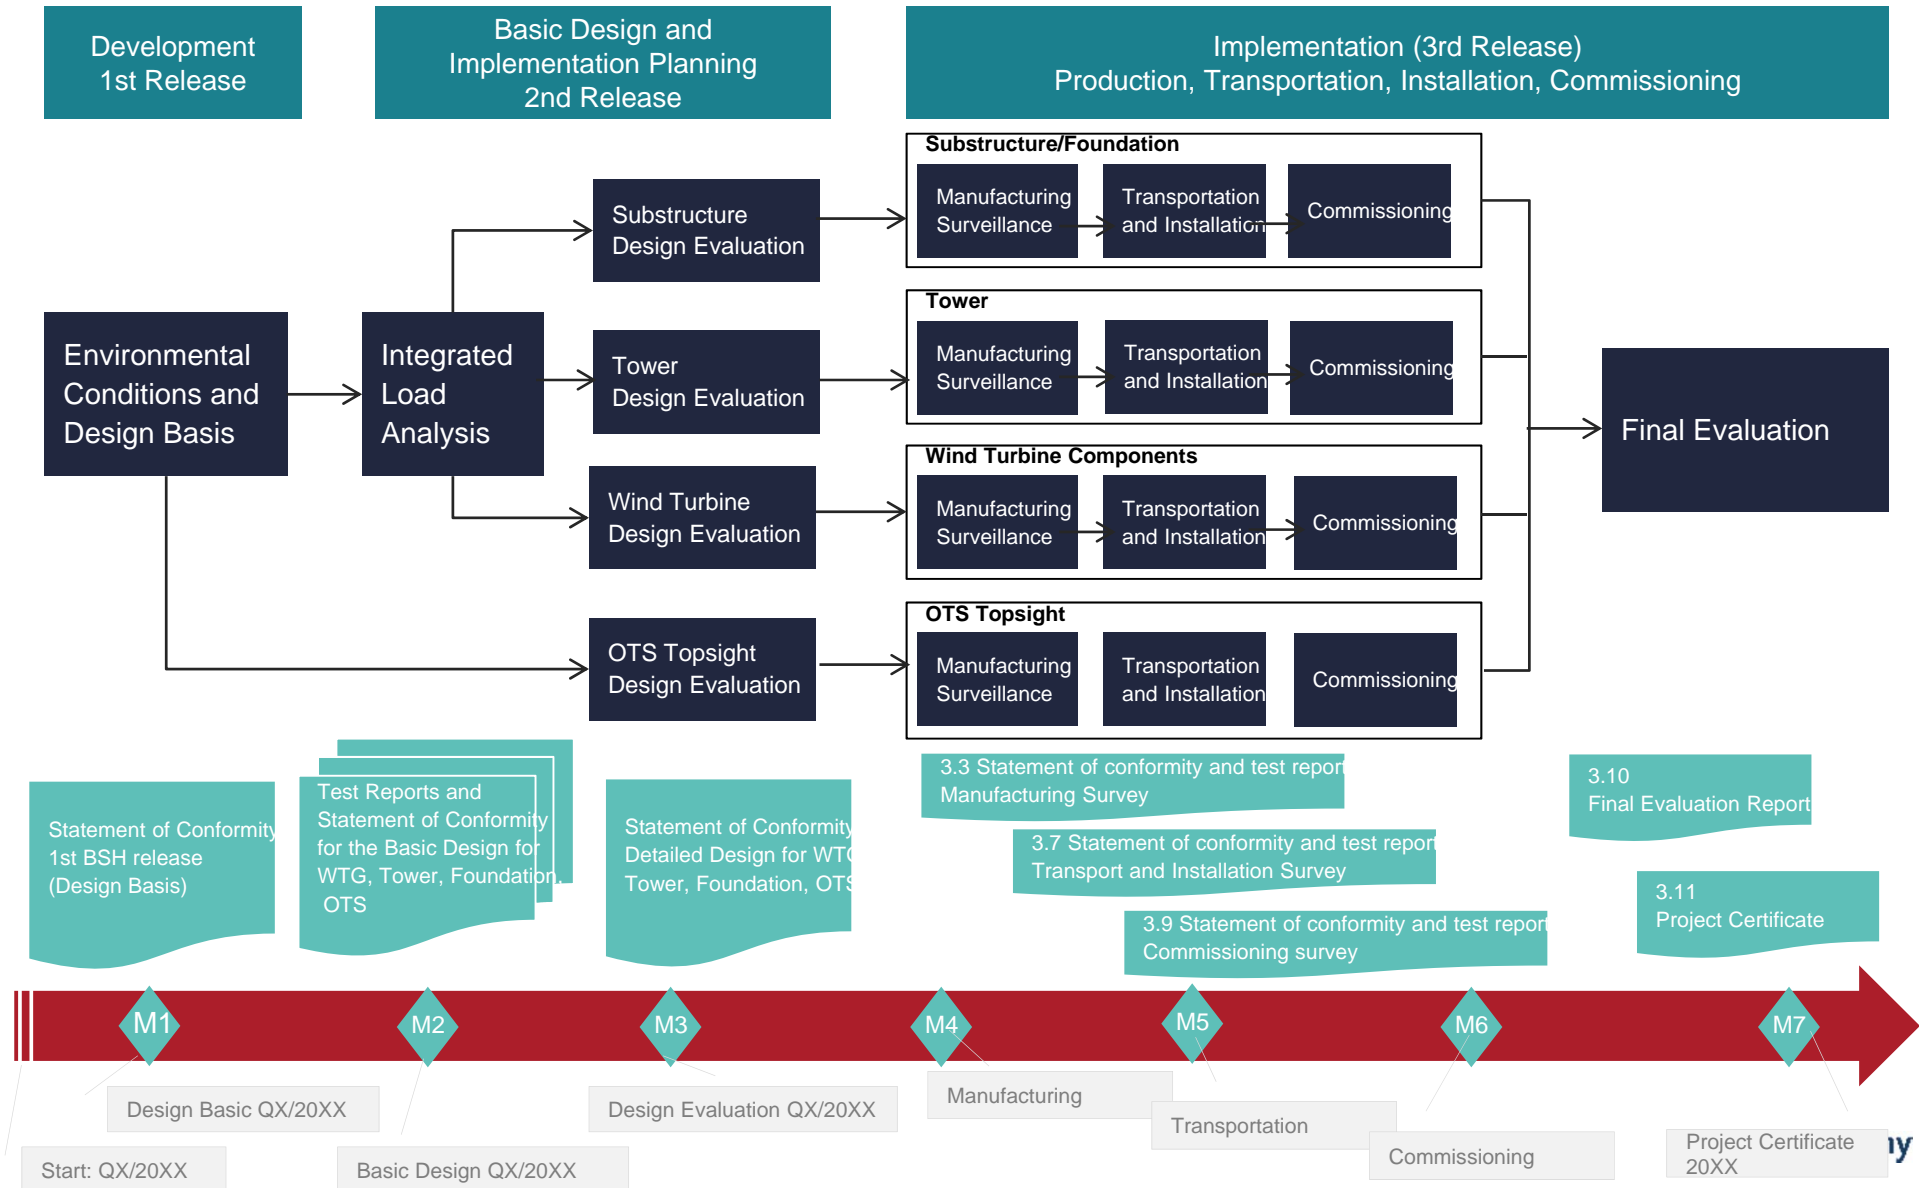 Development
1st Release
Basic Design and
Implementation Planning
2nd Release
Implementation (3rd Release)
Production, Transportation, Installation, Commissioning
Environmental
Conditions and
Design Basis
Integrated
Load
Analysis
Substructure
Design Evaluation
Tower
Design Evaluation
Wind Turbine
Design Evaluation
OTS Topsight
Design Evaluation
Substructure/Foundation
Manufacturing
Surveillance
Transportation
and Installation
Commissioning
Tower
Manufacturing
Surveillance
Transportation
and Installation
Commissioning
Wind Turbine Components
Manufacturing
Surveillance
Transportation
and Installation
Commissioning
OTS Topsight
Manufacturing
Surveillance
Transportation
and Installation
Commissioning
Final Evaluation
Statement of Conformity
1st BSH release
(Design Basis)
Test Reports and
Statement of Conformity
for the Basic Design for
WTG, Tower, Foundation,
OTS
Statement of Conformity
Detailed Design for WTG
Tower, Foundation, OTS
3.3 Statement of conformity and test report
Manufacturing Survey
3.7 Statement of conformity and test report
Transport and Installation Survey
3.9 Statement of conformity and test report
Commissioning survey
3.10
Final Evaluation Report
3.11
Project Certificate
M1
M2
M3
M4
M5
M6
M7
Start: QX/20XX
Design Basic QX/20XX
Basic Design QX/20XX
Design Evaluation QX/20XX
Manufacturing
Transportation
Commissioning
Project Certificate
20XX